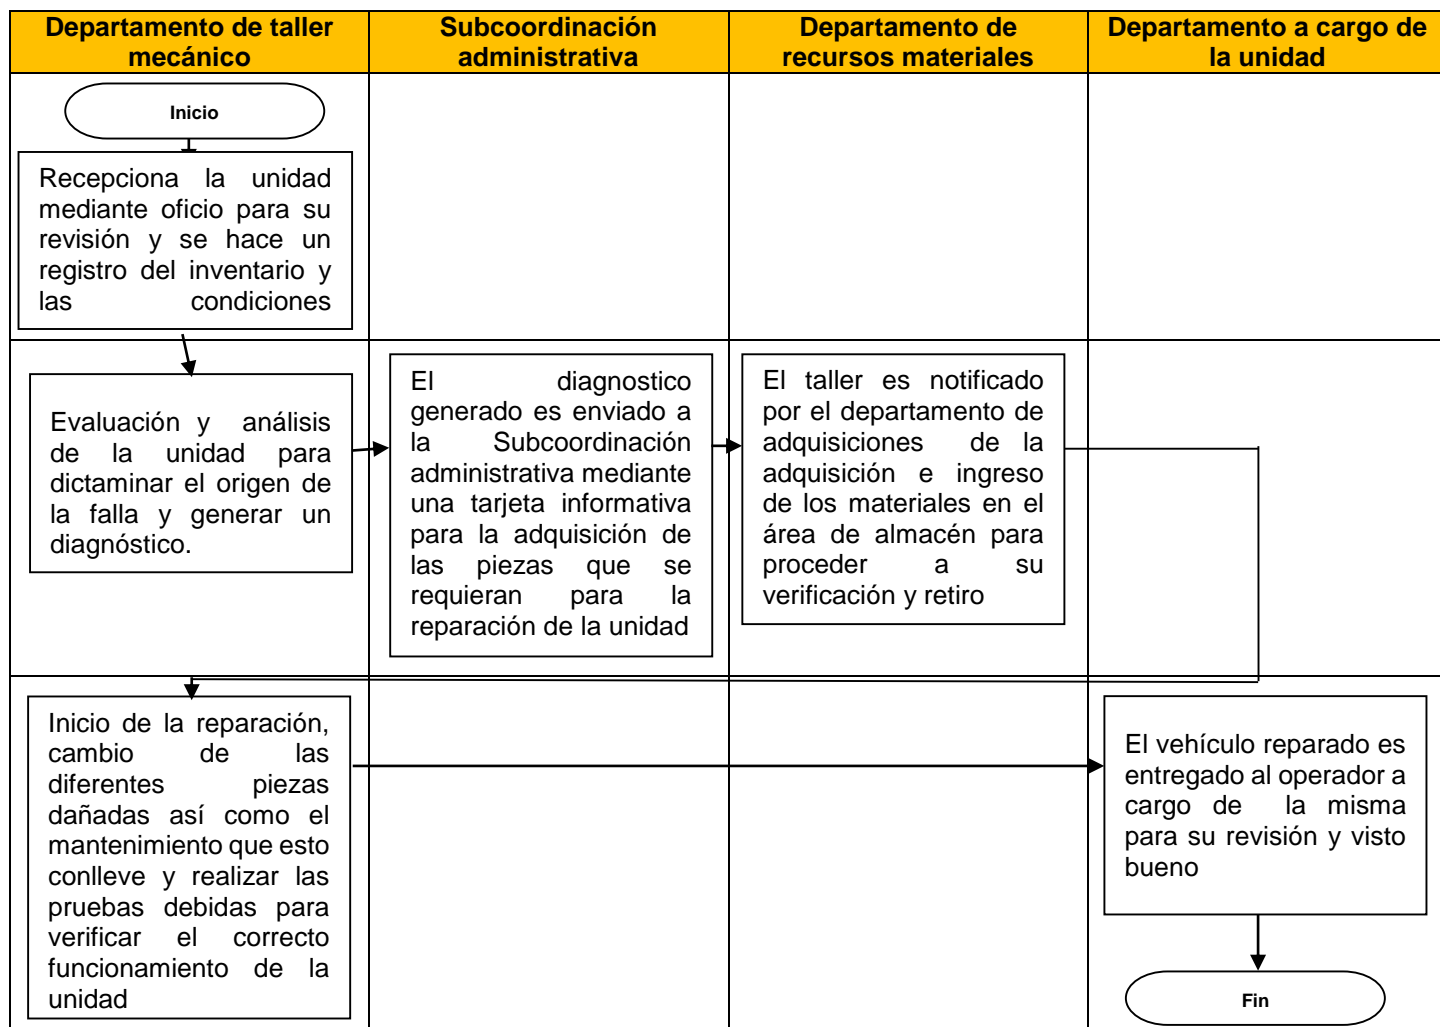 Departamento de taller
mecánico
Subcoordinación
administrativa
Departamento de
recursos materiales
Departamento a cargo de
la unidad
Inicio
Recepciona la unidad
mediante oficio para su
revisión y se hace un
registro del inventario y
las condiciones
Evaluación y análisis
de la unidad para
dictaminar el origen de
la falla y generar un
diagnóstico.
El diagnostico
generado es enviado a
la Subcoordinación
administrativa mediante
una tarjeta informativa
para la adquisición de
las piezas que se
requieran para la
reparación de la unidad
El taller es notificado
por el departamento de
adquisiciones de la
adquisición e ingreso
de los materiales en el
área de almacén para
proceder a su
verificación y retiro
Inicio de la reparación,
cambio de las
diferentes piezas
dañadas así como el
mantenimiento que esto
conlleve y realizar las
pruebas debidas para
verificar el correcto
funcionamiento de la
unidad
El vehículo reparado es
entregado al operador a
cargo de la misma
para su revisión y visto
bueno
Fin